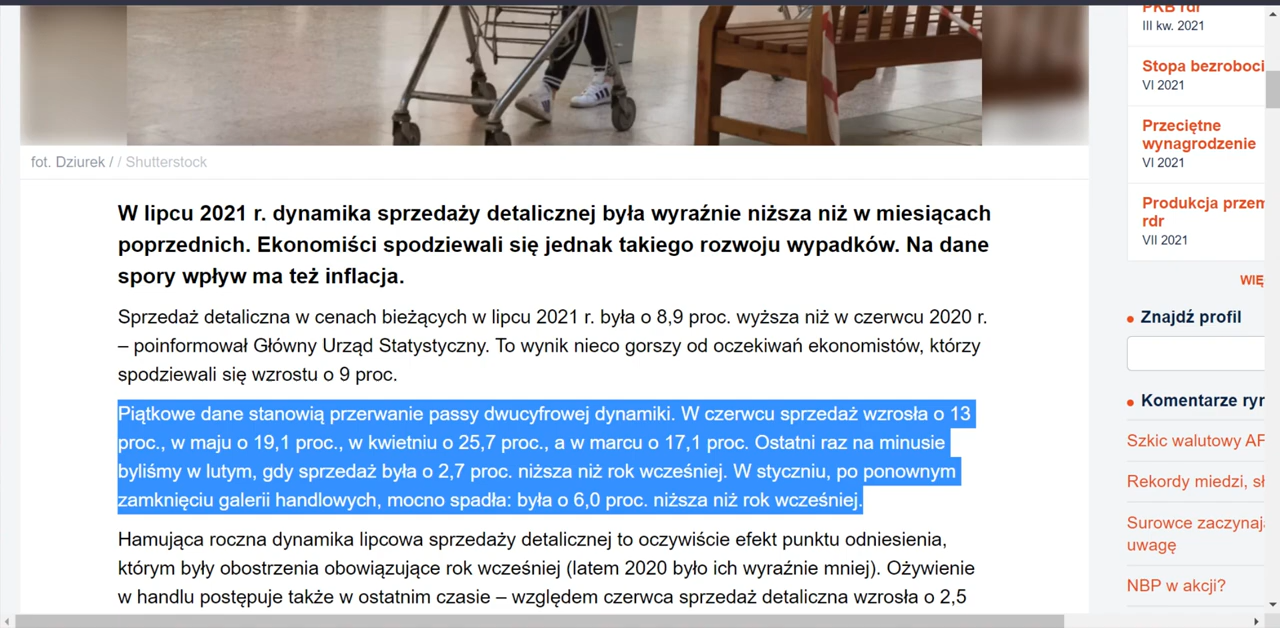 fot. Dziurek / / Shutterstock
W lipcu 2021 r. dynamika sprzedaży detalicznej była wyraźnie niższa niż w miesiącach
poprzednich. Ekonomiści spodziewali się jednak takiego rozwoju wypadków. Na dane
spory wpływ ma też inflacja.
Sprzedaż detaliczna w cenach bieżących w lipcu 2021 r. była o 8,9 proc. wyższa niż w czerwcu 2020 r.
– poinformował Główny Urząd Statystyczny. To wynik nieco gorszy od oczekiwań ekonomistów, którzy
spodziewali się wzrostu o 9 proc.
Piątkowe dane stanowią przerwanie passy dwucyfrowej dynamiki. W czerwcu sprzedaż wzrosła o 13
proc., w maju o 19,1 proc., w kwietniu o 25,7 proc., a w marcu o 17,1 proc. Ostatni raz na minusie
byliśmy w lutym, gdy sprzedaż była o 2,7 proc. niższa niż rok wcześniej. W styczniu, po ponownym
zamknięciu galerii handlowych, mocno spadła: była o 6,0 proc. niższa niż rok wcześniej.
Hamująca roczna dynamika lipcowa sprzedaży detalicznej to oczywiście efekt punktu odniesienia,
którym były obostrzenia obowiązujące rok wcześniej (latem 2020 było ich wyraźnie mniej). Ożywienie
w handlu postępuje także w ostatnim czasie – względem czerwca sprzedaż detaliczna wzrosła o 2,5
PKB rdr
III kw. 2021
Stopa bezroboci
VI 2021
Przeciętne
wynagrodzenie
VI 2021
Produkcja przem
rdr
VII 2021
WIĘ
Znajdź profil
Komentarze ryn
Szkic walutowy AF
Rekordy miedzi, sł
Surowce zaczynaj
uwagę
NBP w akcji?